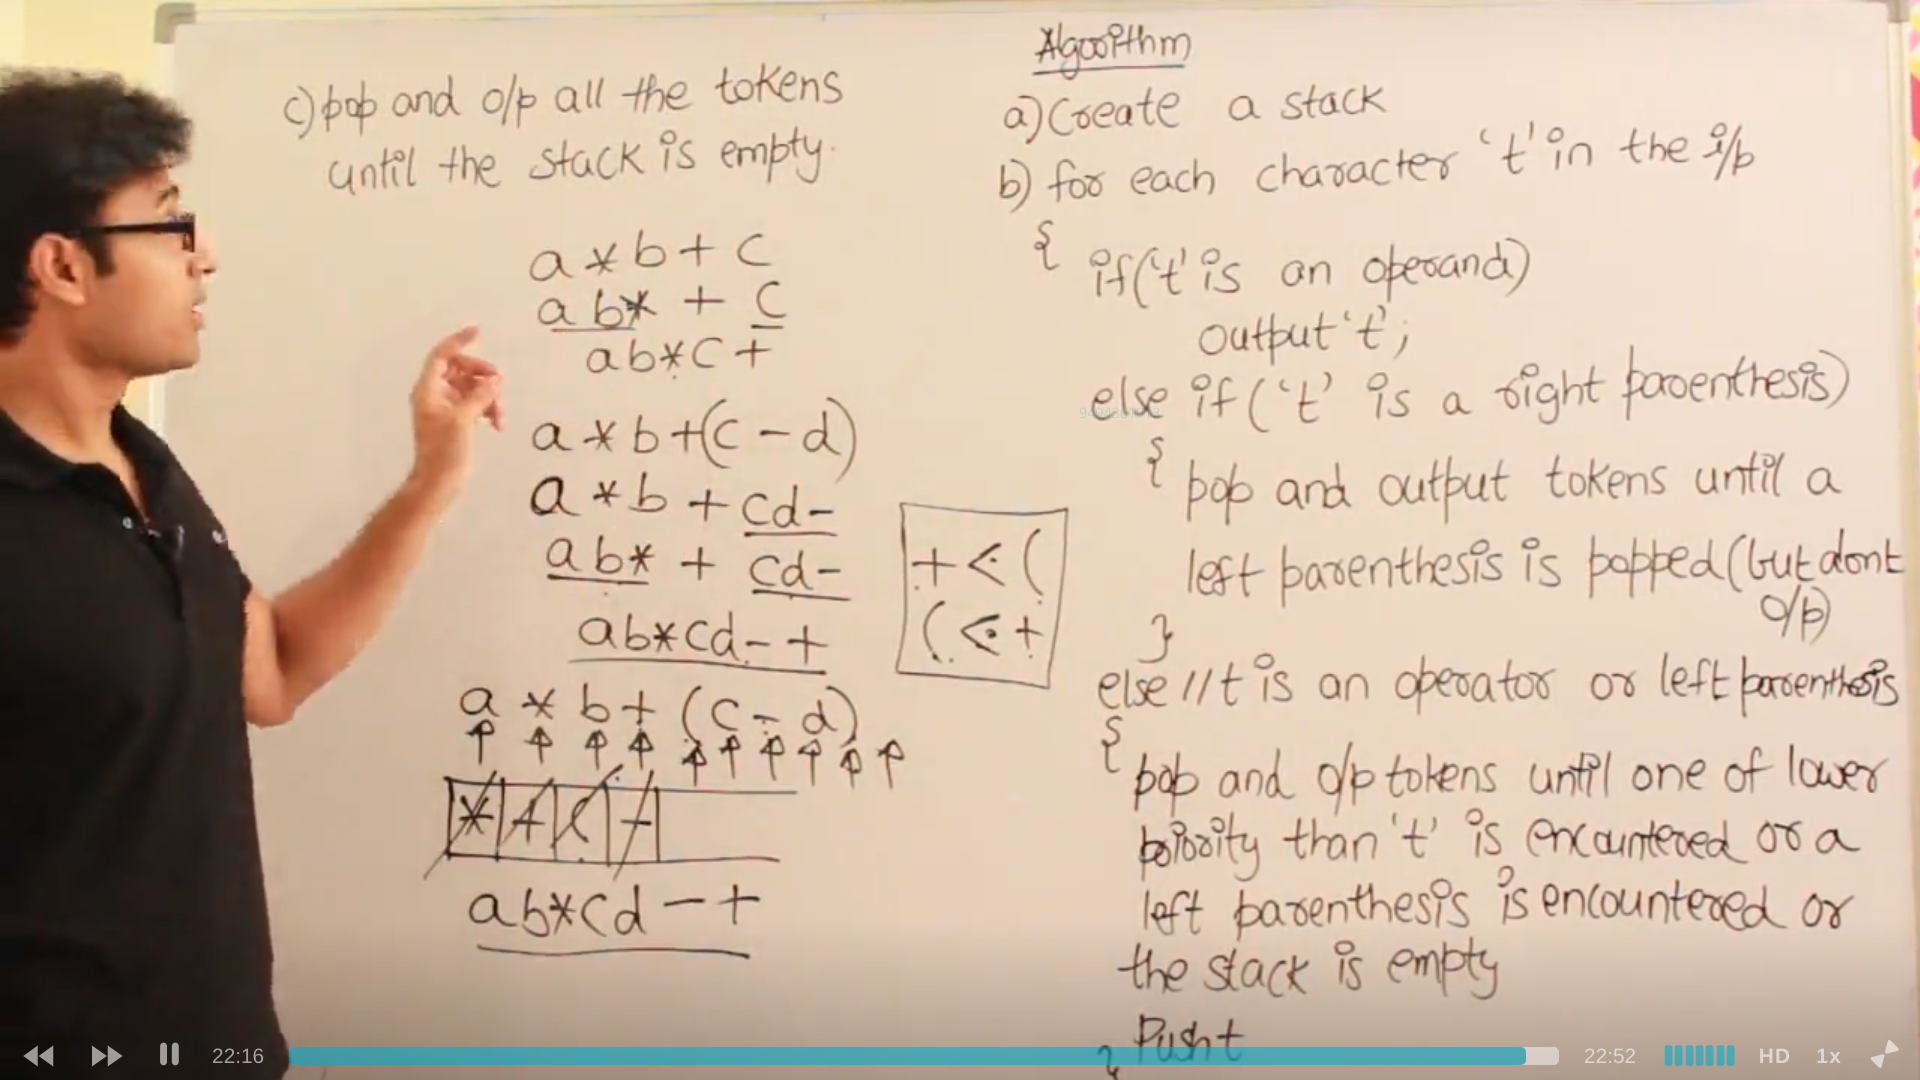 c) pop and o/p all the tokens
until the stack is empty.
a * b + c
a b* + c
ab*c+
a * b +(c - d)
a * b + cd-
ab* + cd-
ab*cd-+
a * b + (c - d)
* + ( -
ab*cd-+
+ < (
( < +
Algorithm
a) Create a stack
b) for each character 't' in the i/p
{
if('t' is an operand)
output 't';
else if ('t' is a right parenthesis)
{ pop and output tokens until a
left parenthesis is popped (but dont
o/p)
}
else //t is an operator or left parenthesis
{
pop and o/p tokens until one of lower
priority than 't' is encountered or a
left parenthesis is encountered or
the stack is empty
Push t
}
22:16
22:52
HD
1x